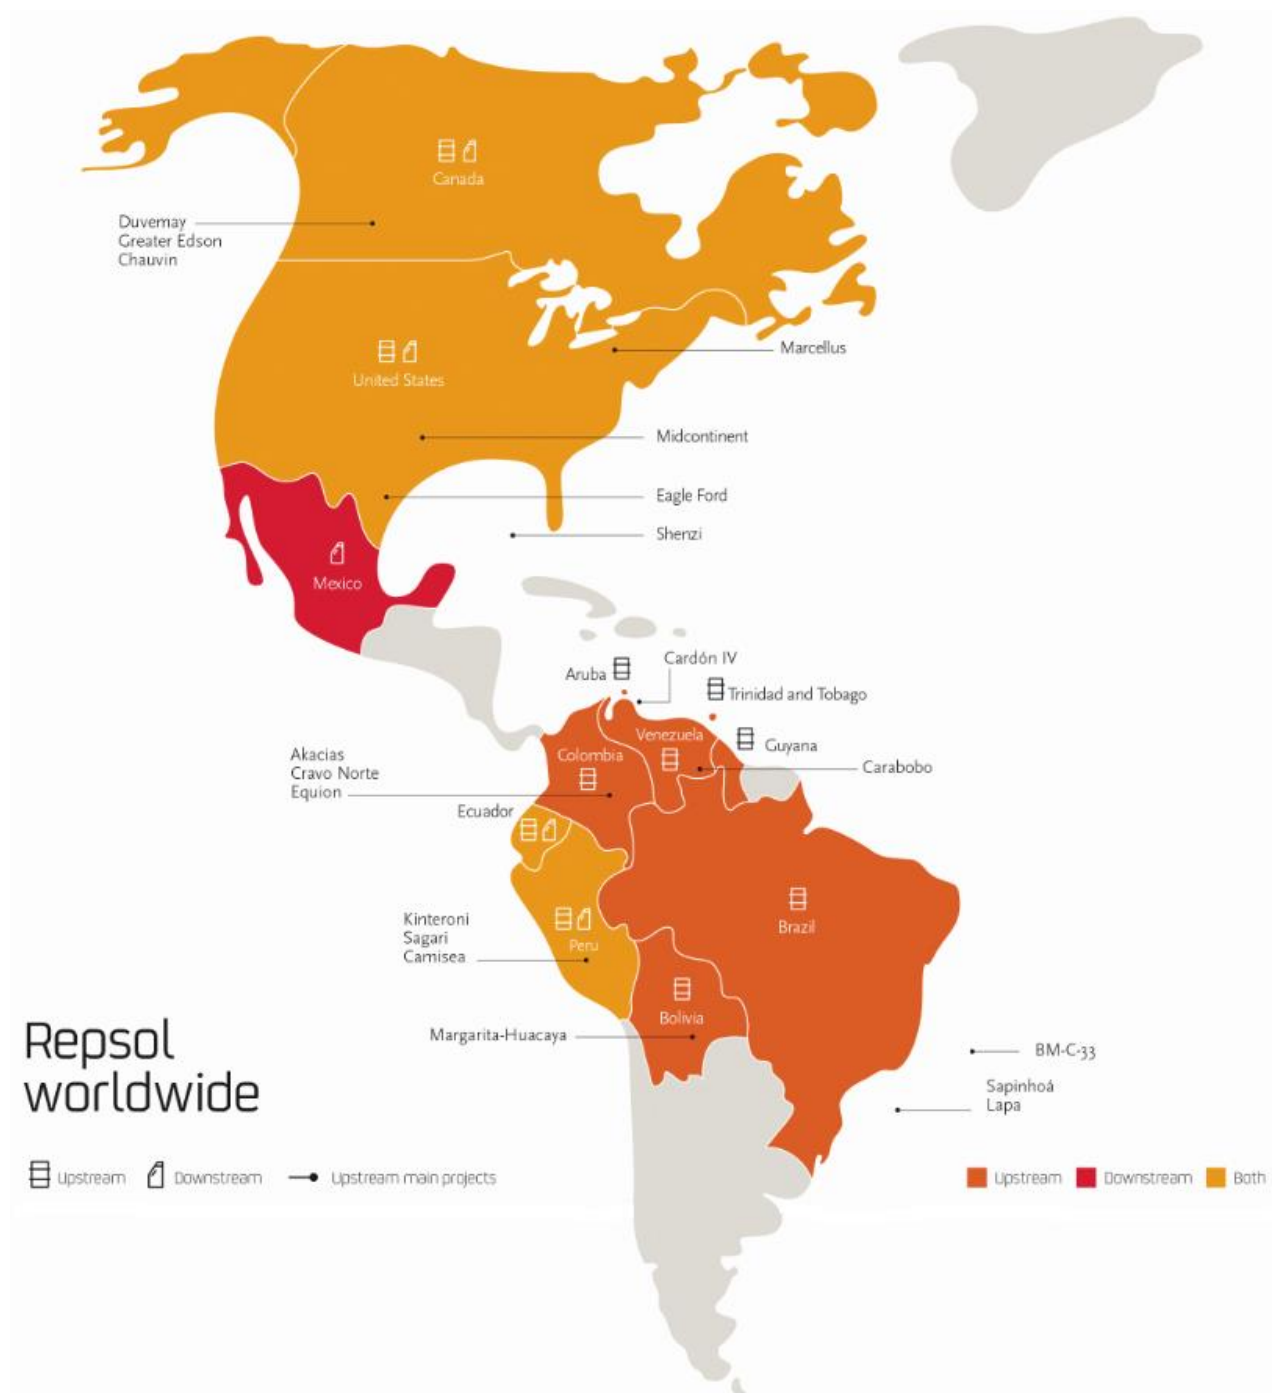 Canada
Duvernay
Greater Edson
Chauvin
Marcellus
United States
Midcontinent
Eagle Ford
Shenzi
Mexico
Cardón IV
Aruba
Trinidad and Tobago
Venezuela
Guyana
Colombia
Carabobo
Akacias
Cravo Norte
Equion
Ecuador
Brazil
Kinteroni
Sagari
Camisea
Peru
Bolivia
Margarita-Huacaya
BM-C-33
Sapinhoá
Lapa
Repsol
worldwide
Upstream Downstream Upstream main projects
Upstream Downstream Both